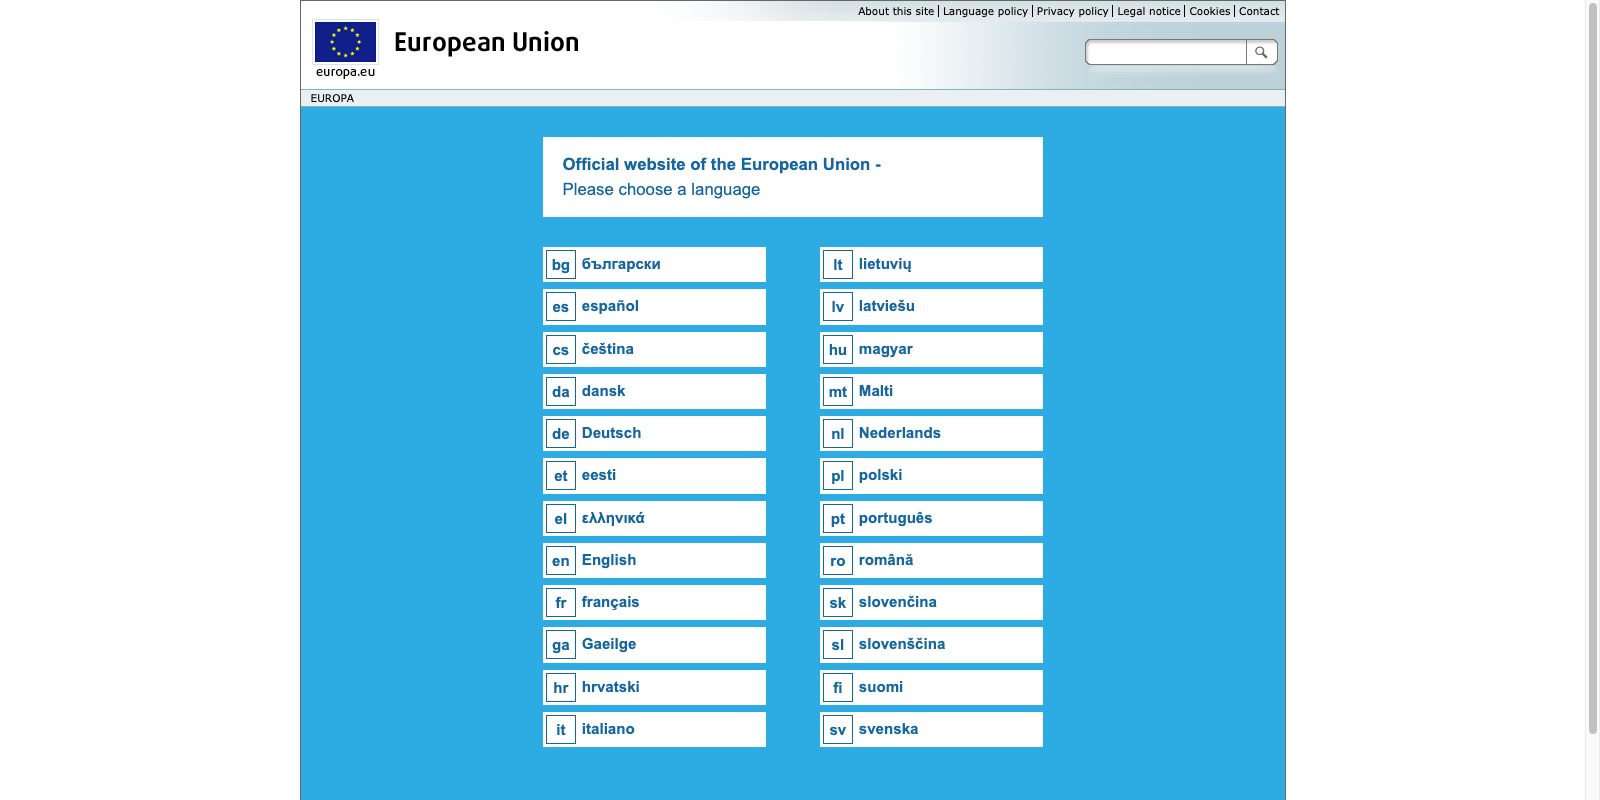 About this site | Language policy | Privacy policy | Legal notice | Cookies | Contact
European Union
europa.eu
EUROPA
Official website of the European Union -
Please choose a language
bg български
es español
cs čeština
da dansk
de Deutsch
et eesti
el ελληνικά
en English
fr français
ga Gaeilge
hr hrvatski
it italiano
lt lietuvių
lv latviešu
hu magyar
mt Malti
nl Nederlands
pl polski
pt português
ro română
sk slovenčina
sl slovenščina
fi suomi
sv svenska